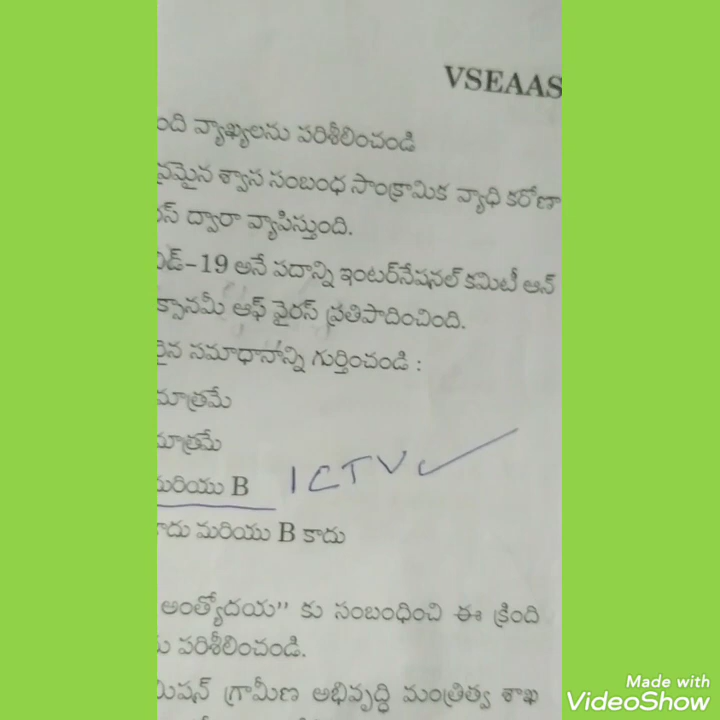 VSEAAS
ంది వ్యాఖ్యలను పరిశీలించండి
నమైన శ్వాస సంబంధ సాంక్రామిక వ్యాధి కరోణా
స్ ద్వారా వ్యాపిస్తుంది.
విడ్-19 అనే పదాన్ని ఇంటర్‌నేషనల్ కమిటీ ఆన్
క్సానమీ ఆఫ్ వైరస్ ప్రతిపాదించింది.
రైన సమాధానాన్ని గుర్తించండి :
మాత్రమే
మాత్రమే
మరియు B ICTV
కాదు మరియు B కాదు
అంత్యోదయ" కు సంబంధించి ఈ క్రింది
ను పరిశీలించండి.
మిషన్ గ్రామీణ అభివృద్ధి మంత్రిత్వ శాఖ
Made with
VideoShow